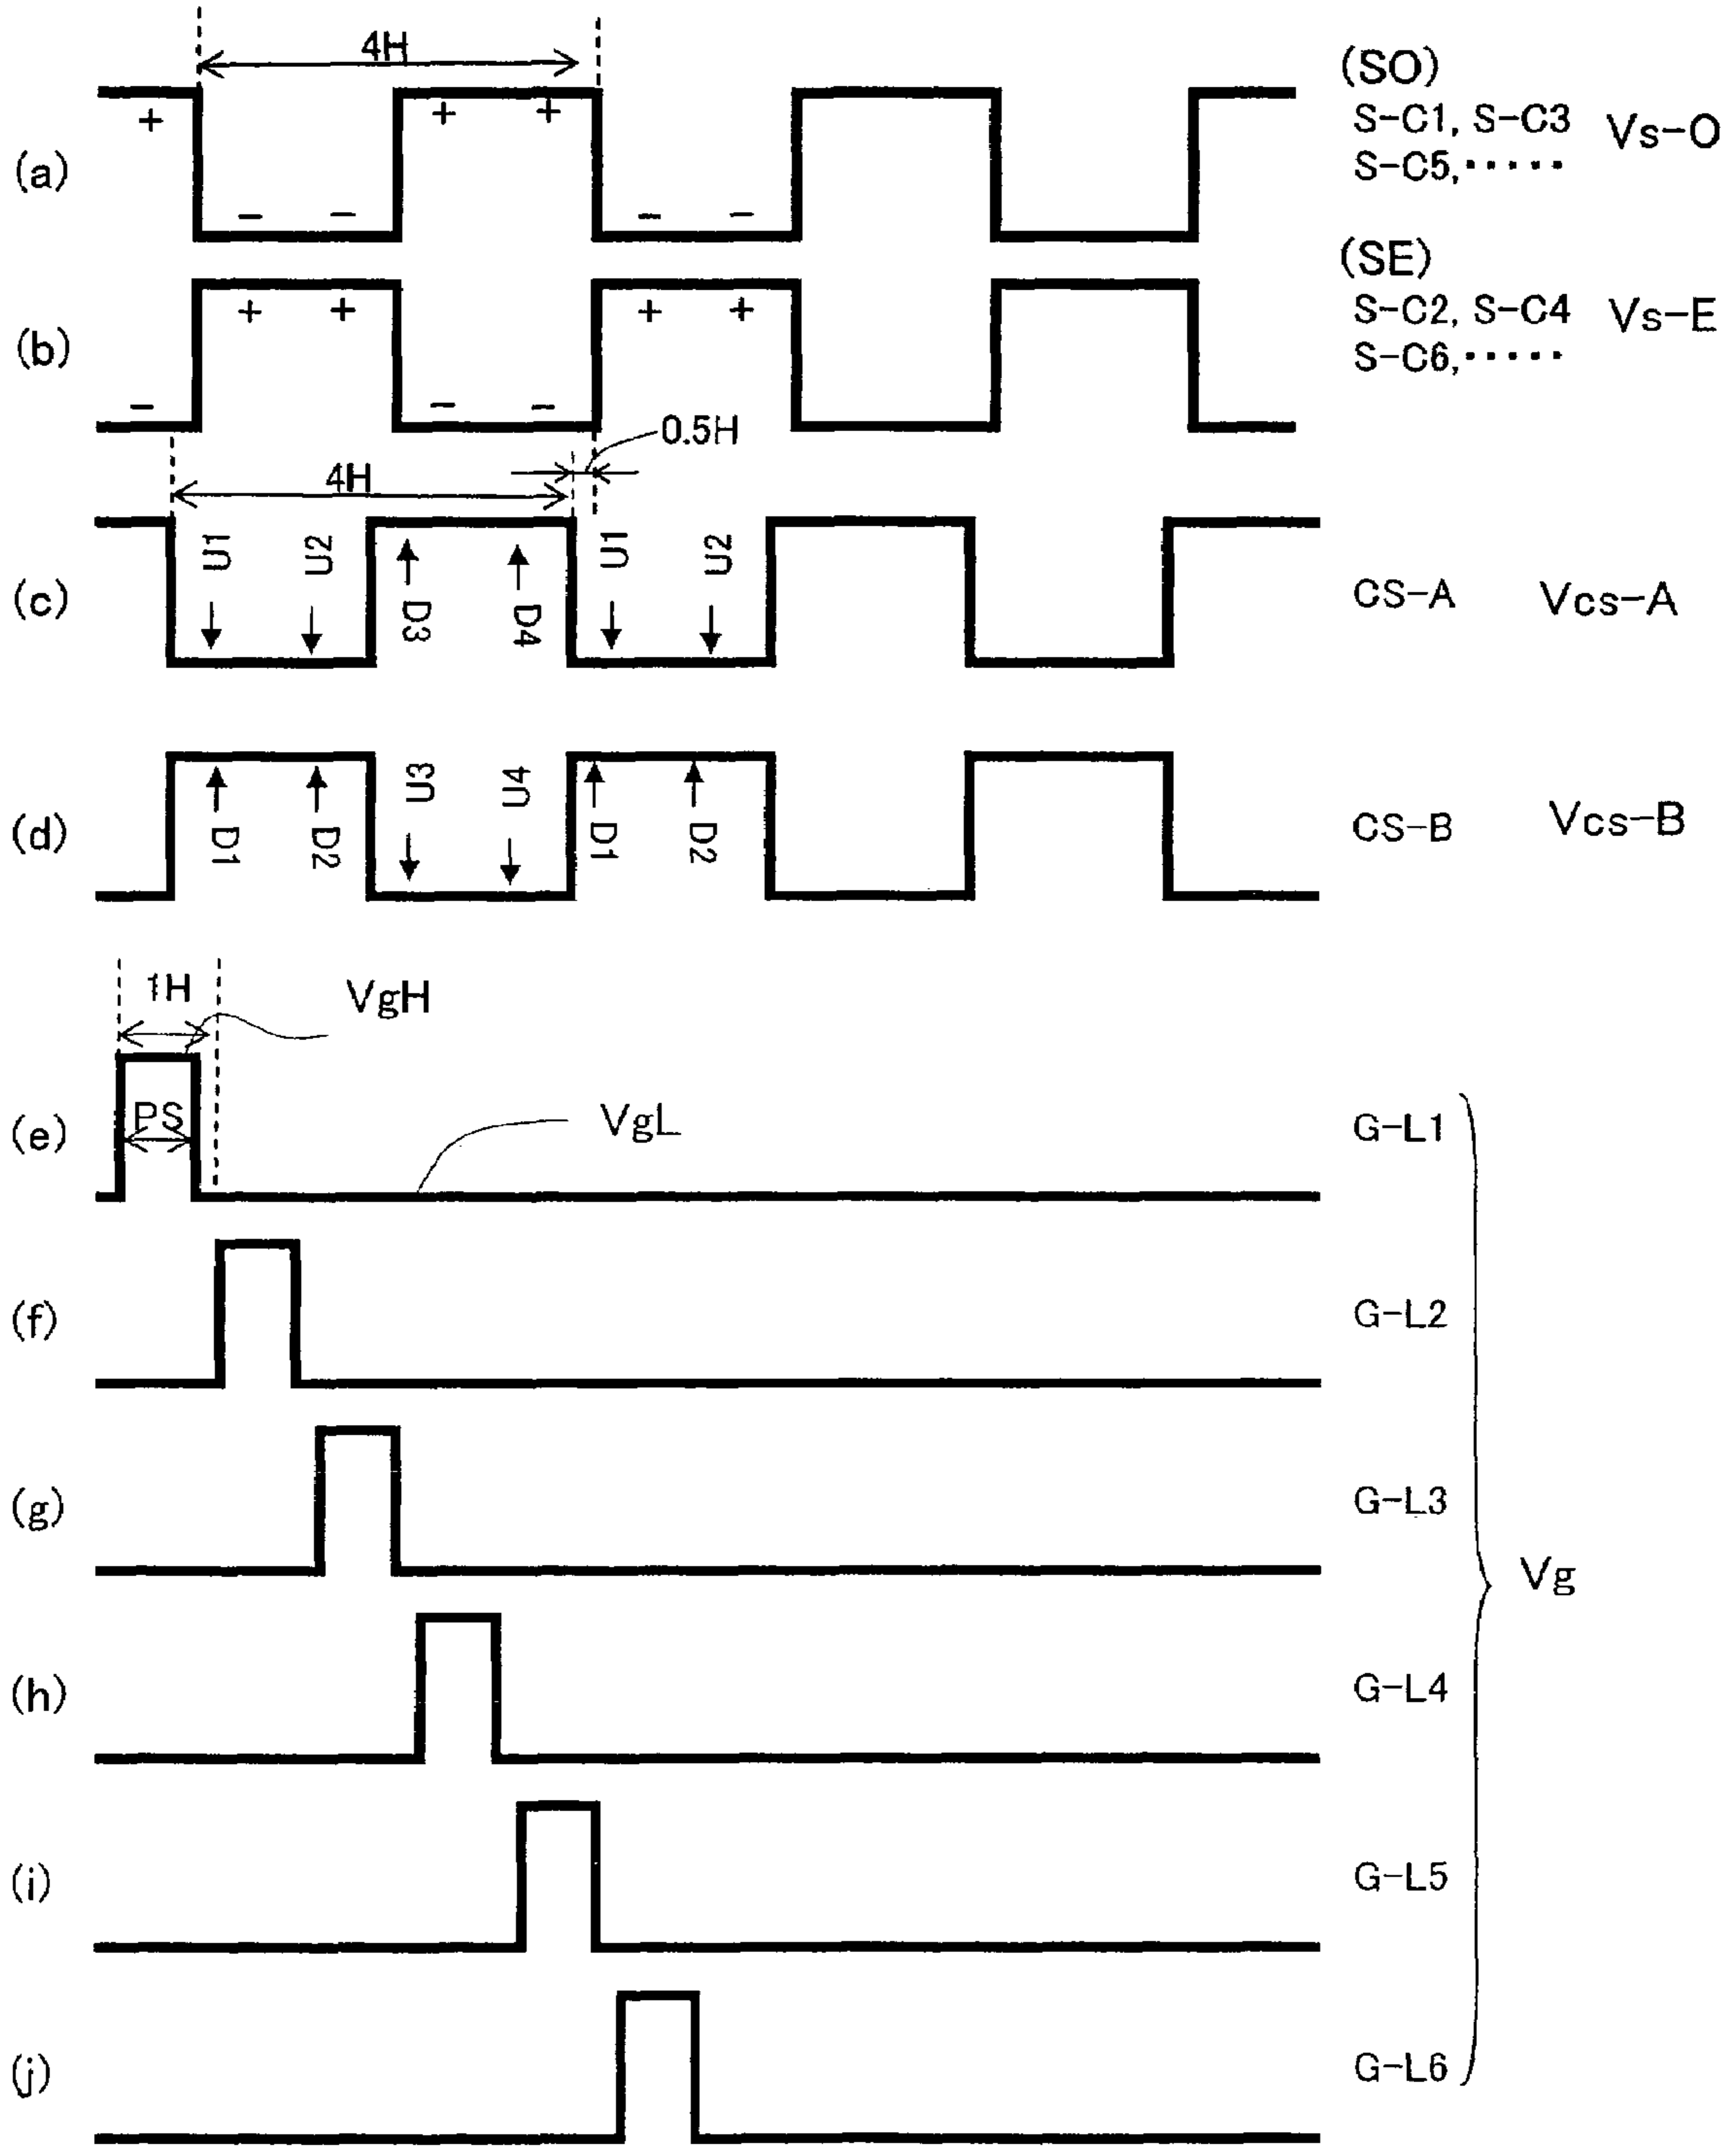 4H
(a)
+ + +
− − − −
(SO)
S-C1, S-C3
S-C5,·····
Vs-O
(b)
+ + + +
− − −
(SE)
S-C2, S-C4
S-C6,·····
Vs-E
0.5H
4H
(c)
U1 U2 D3 D4 U1 U2
CS-A
Vcs-A
(d)
D1 D2 U3 U4 D1 D2
CS-B
Vcs-B
1H
VgH
(e)
PS
VgL
G-L1
(f)
G-L2
(g)
G-L3
Vg
(h)
G-L4
(i)
G-L5
(j)
G-L6